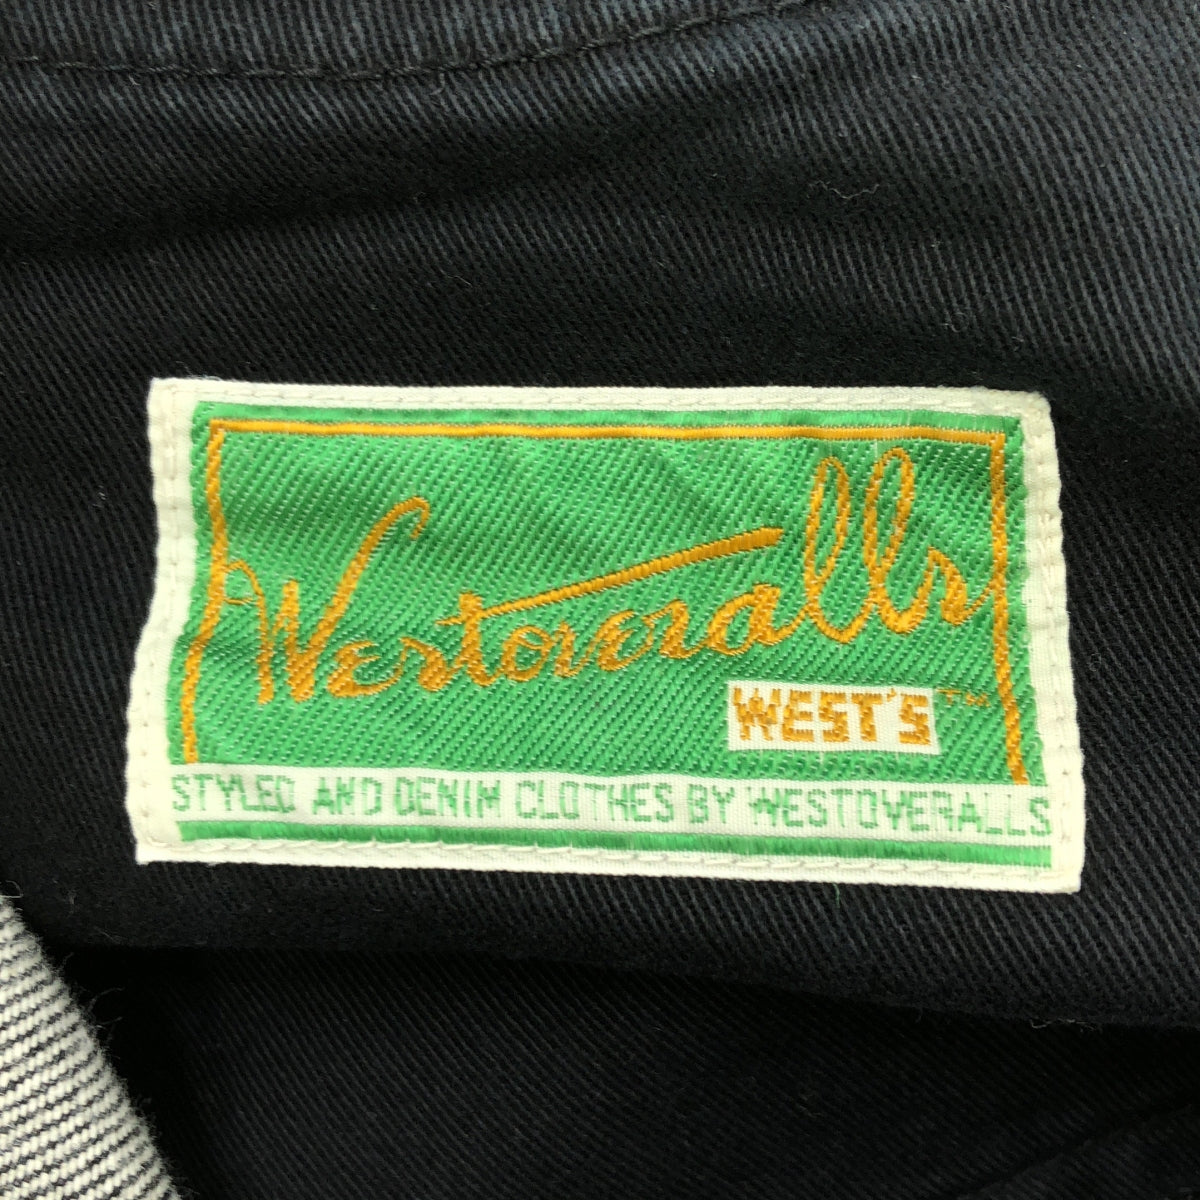 Westoveralls
WEST'S™
STYLED AND DENIM CLOTHES BY WESTOVERALLS